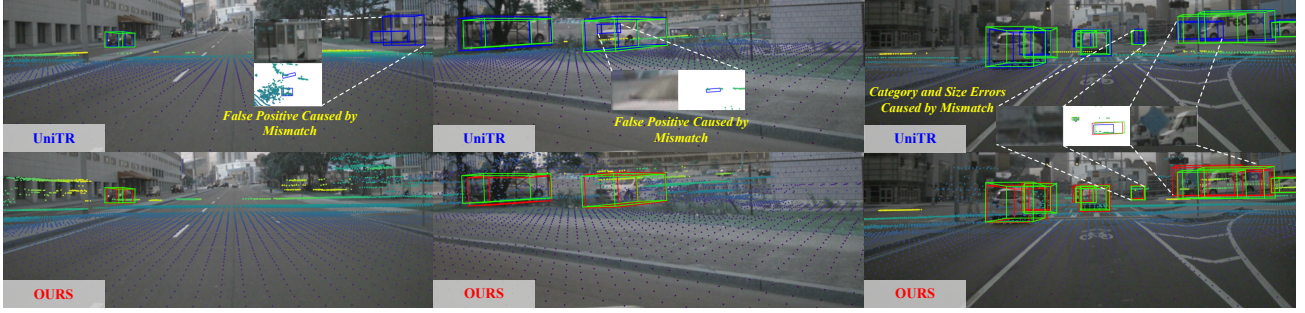 False Positive Caused by
Mismatch
UniTR
False Positive Caused by
Mismatch
UniTR
Category and Size Errors
Caused by Mismatch
UniTR
OURS
OURS
OURS